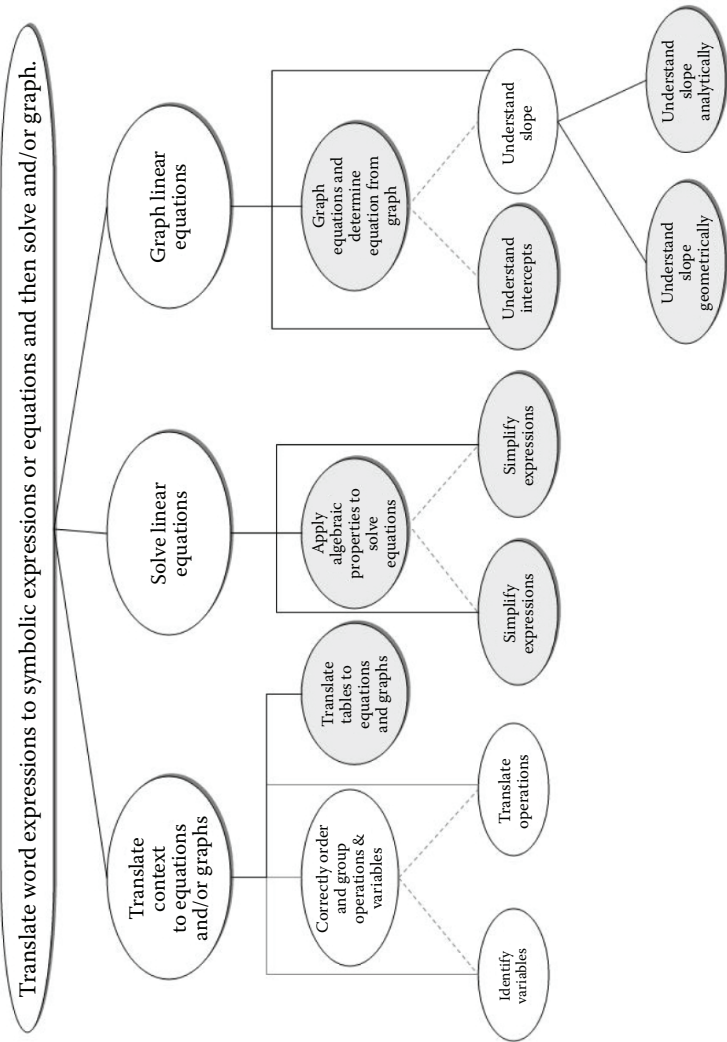 Translate word expressions to symbolic expressions or equations and then solve and/or graph.
Translate
context
to equations
and/or graphs
Solve linear
equations
Graph linear
equations
Correctly order
and group
operations &
variables
Translate
tables to
equations
and graphs
Apply
algebraic
properties to
solve
equations
Graph
equations and
determine
equation from
graph
Identify
variables
Translate
operations
Simplify
expressions
Simplify
expressions
Understand
intercepts
Understand
slope
Understand
slope
geometrically
Understand
slope
analytically